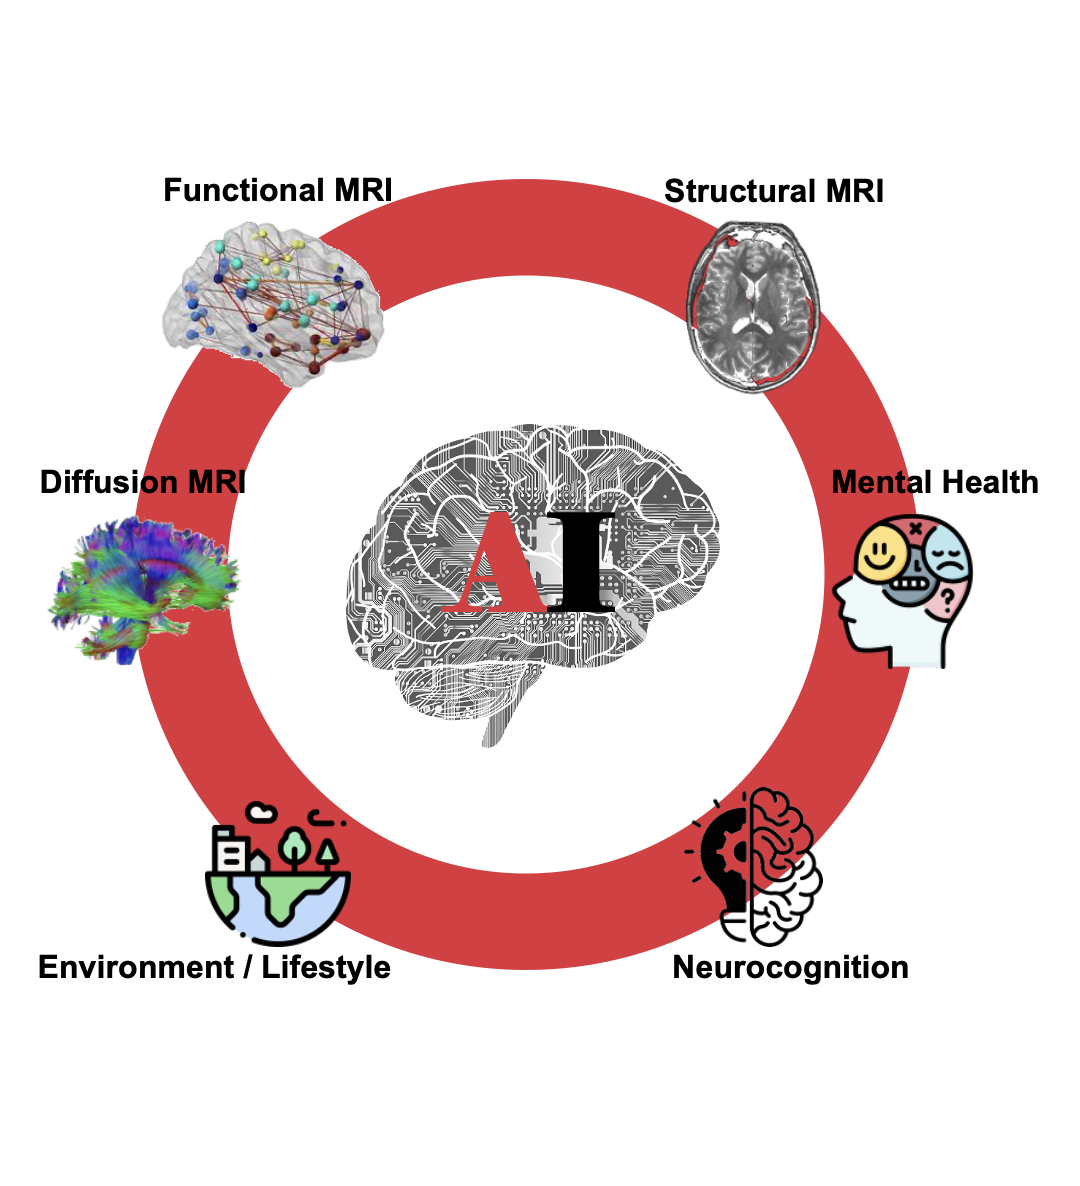 Functional MRI
Structural MRI
Diffusion MRI
Mental Health
AI
Environment / Lifestyle
Neurocognition